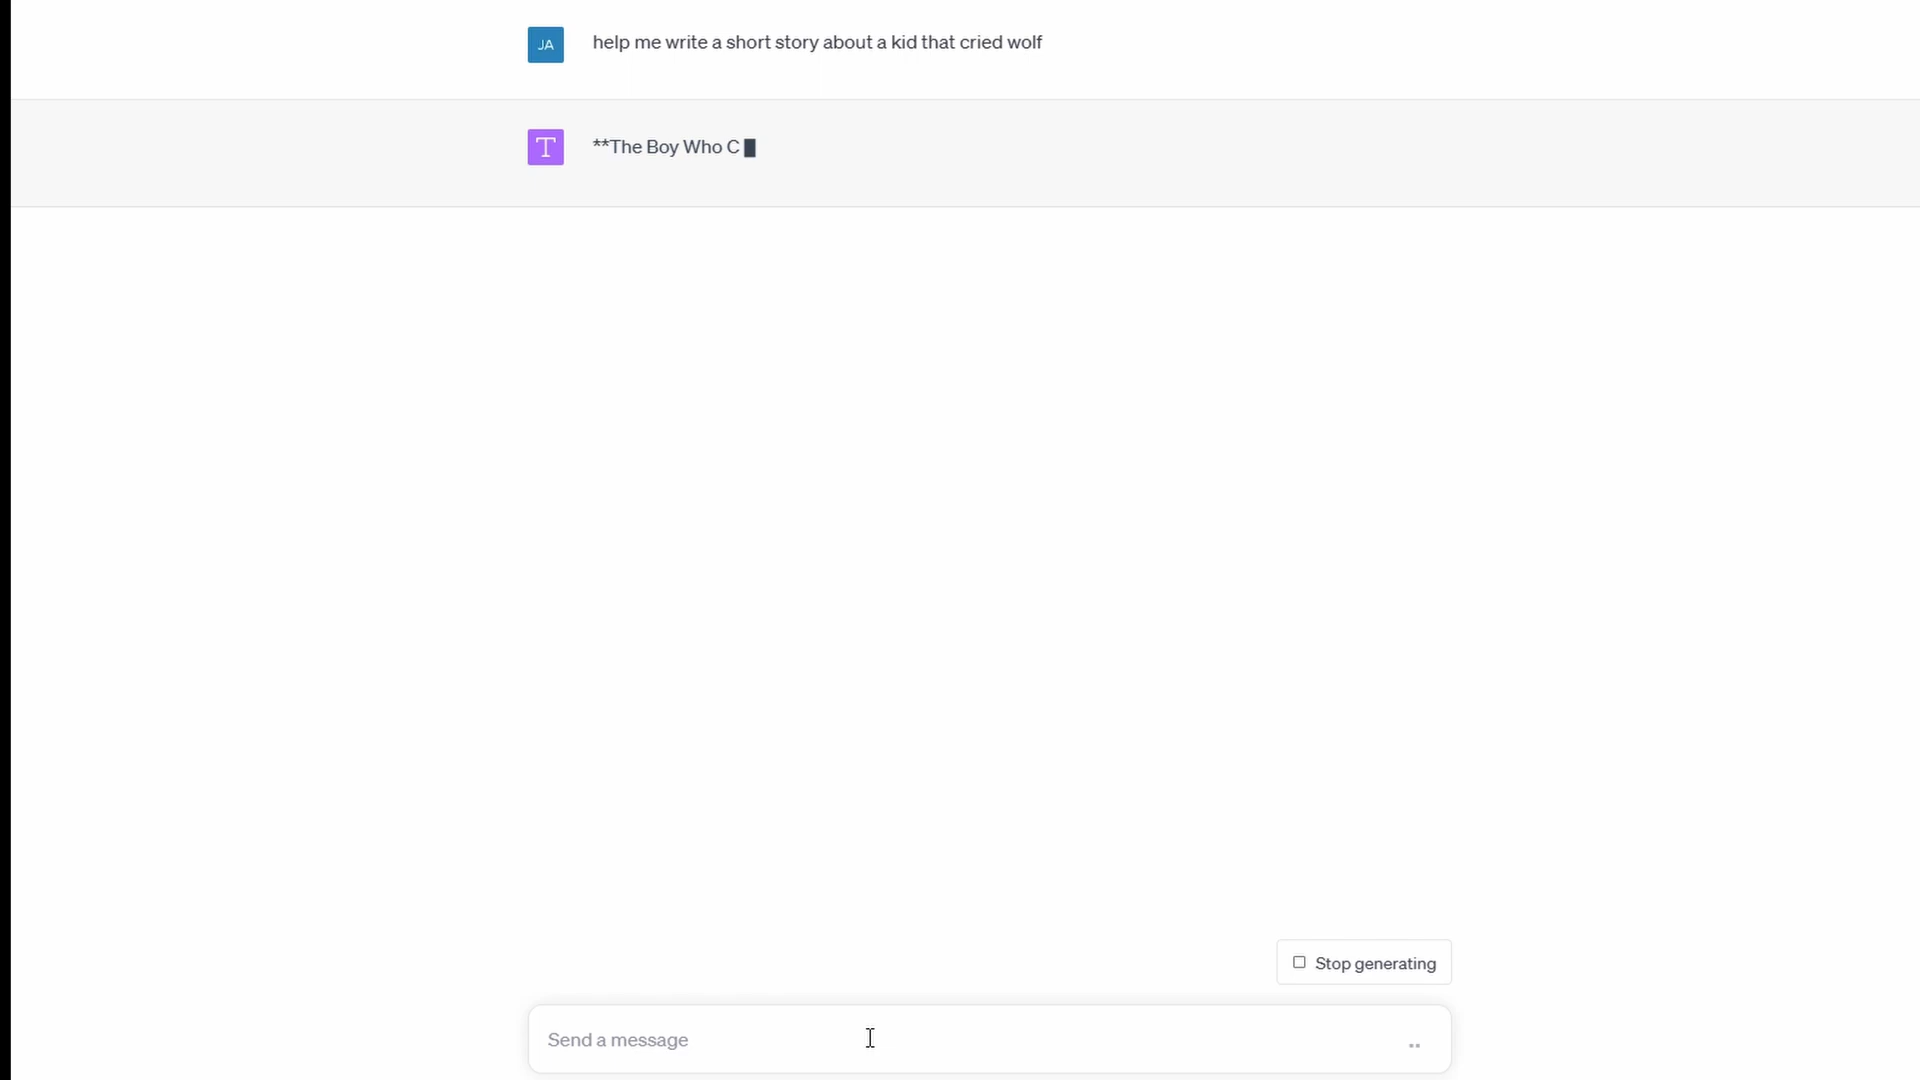 JA
help me write a short story about a kid that cried wolf
T
**The Boy Who C
Stop generating
Send a message